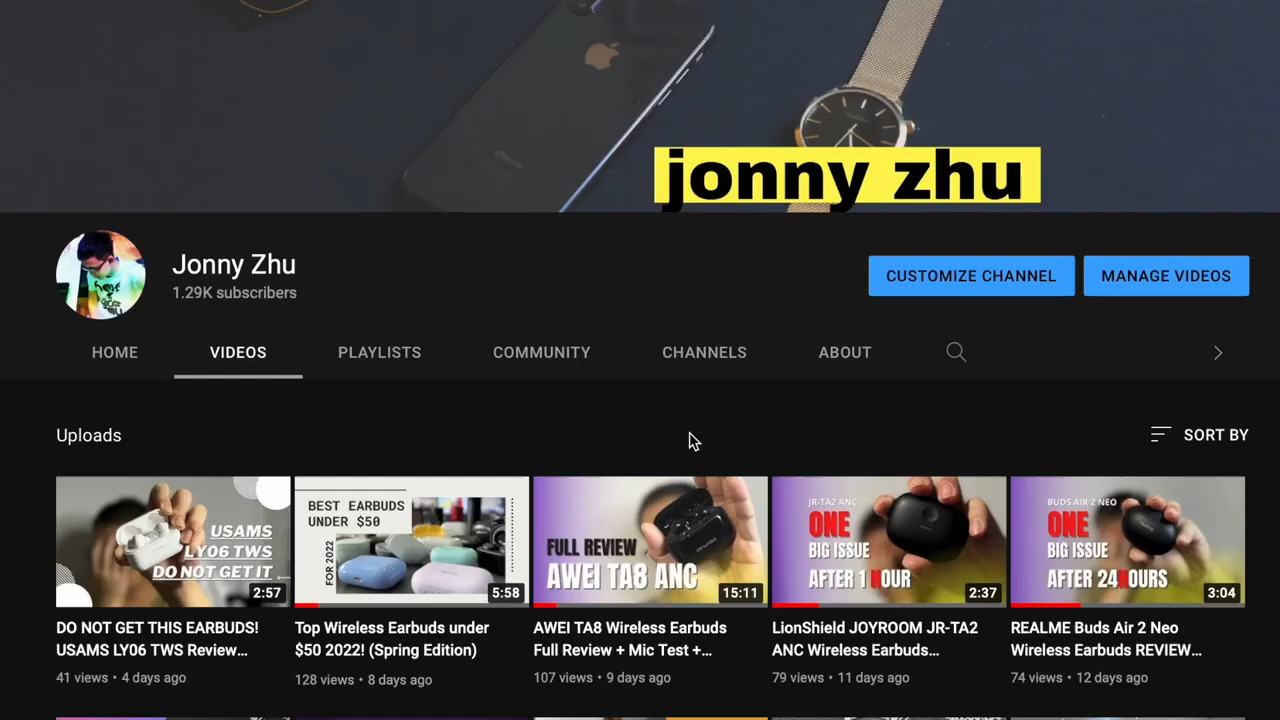 iPhone
jonny zhu
Jonny Zhu
1.29K subscribers
CUSTOMIZE CHANNEL
MANAGE VIDEOS
HOME
VIDEOS
PLAYLISTS
COMMUNITY
CHANNELS
ABOUT
Uploads
SORT BY
USAMS
LY06 TWS
DO NOT GET IT
2:57
BEST EARBUDS
UNDER $50
FOR 2022
5:58
FULL REVIEW
AWEI TA8 ANC
15:11
JR-TA2 ANC
ONE
BIG ISSUE
AFTER 1 HOUR
2:37
BUDS AIR 2 NEO
ONE
BIG ISSUE
AFTER 24 HOURS
3:04
DO NOT GET THIS EARBUDS!
USAMS LY06 TWS Review...
41 views • 4 days ago
Top Wireless Earbuds under
$50 2022! (Spring Edition)
128 views • 8 days ago
AWEI TA8 Wireless Earbuds
Full Review + Mic Test +...
107 views • 9 days ago
LionShield JOYROOM JR-TA2
ANC Wireless Earbuds...
79 views • 11 days ago
REALME Buds Air 2 Neo
Wireless Earbuds REVIEW...
74 views • 12 days ago